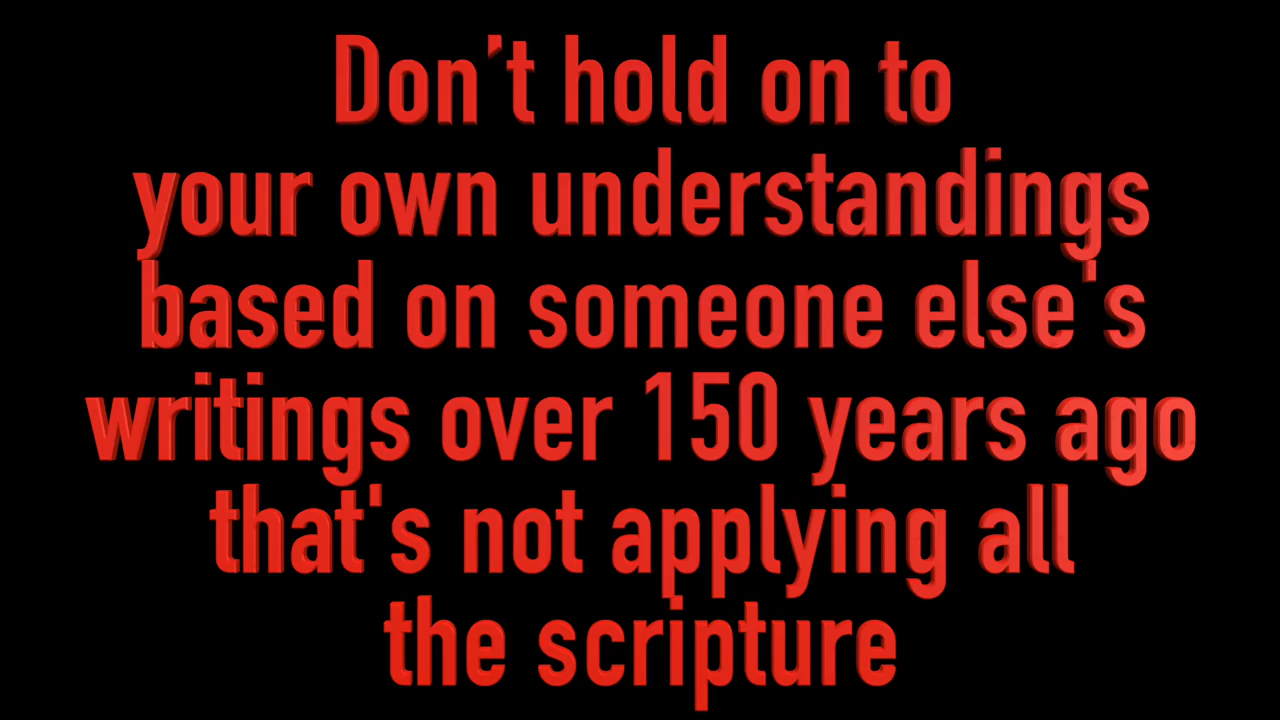 Don’t hold on to
your own understandings
based on someone else's
writings over 150 years ago
that's not applying all
the scripture